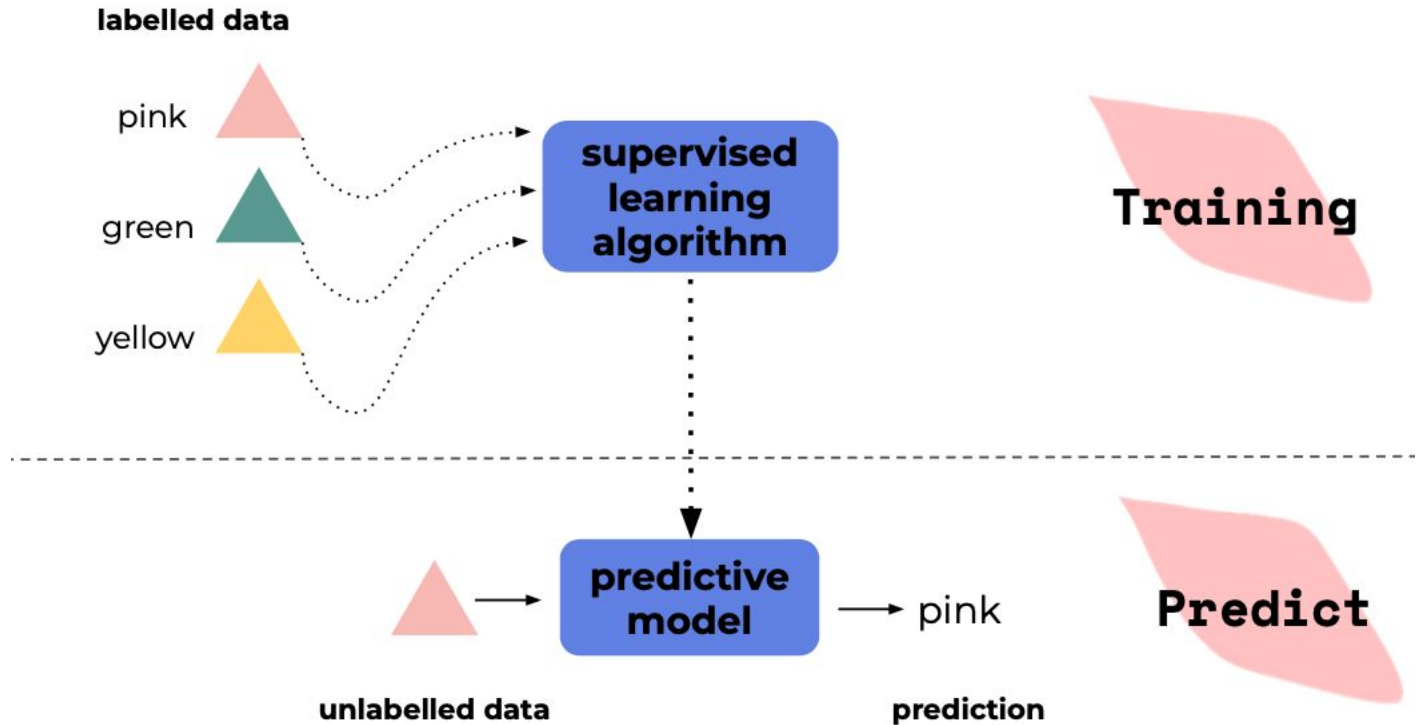 labelled data
pink
green
yellow
supervised
learning
algorithm
Training
predictive
model
pink
Predict
unlabelled data
prediction